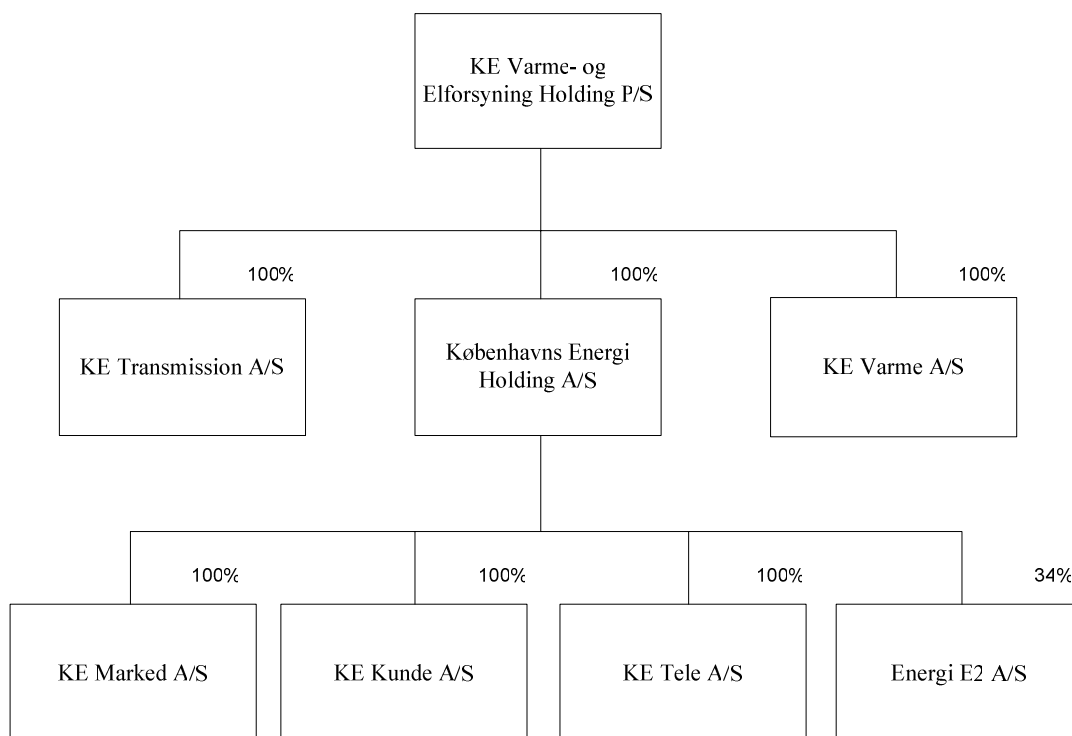 KE Varme- og
Elforsyning Holding P/S
100%
100%
100%
KE Transmission A/S
Københavns Energi
Holding A/S
KE Varme A/S
100%
100%
100%
34%
KE Marked A/S
KE Kunde A/S
KE Tele A/S
Energi E2 A/S